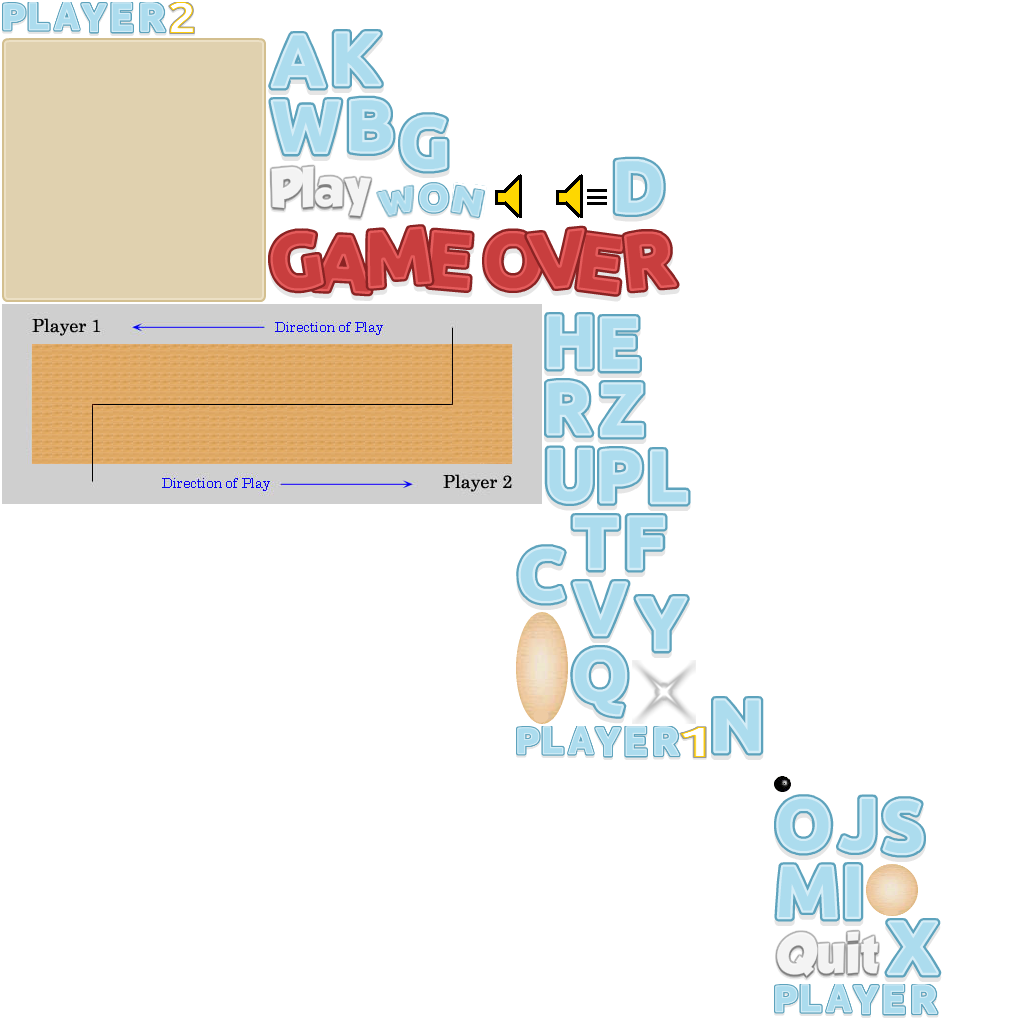 PLAYER2
AK
WBG
Play WON D
GAME OVER
Player 1 Direction of Play
Direction of Play Player 2
HE
RZ
UPL
TF
C
VY
Q
PLAYER1N
OJS
MI
Quit X
PLAYER